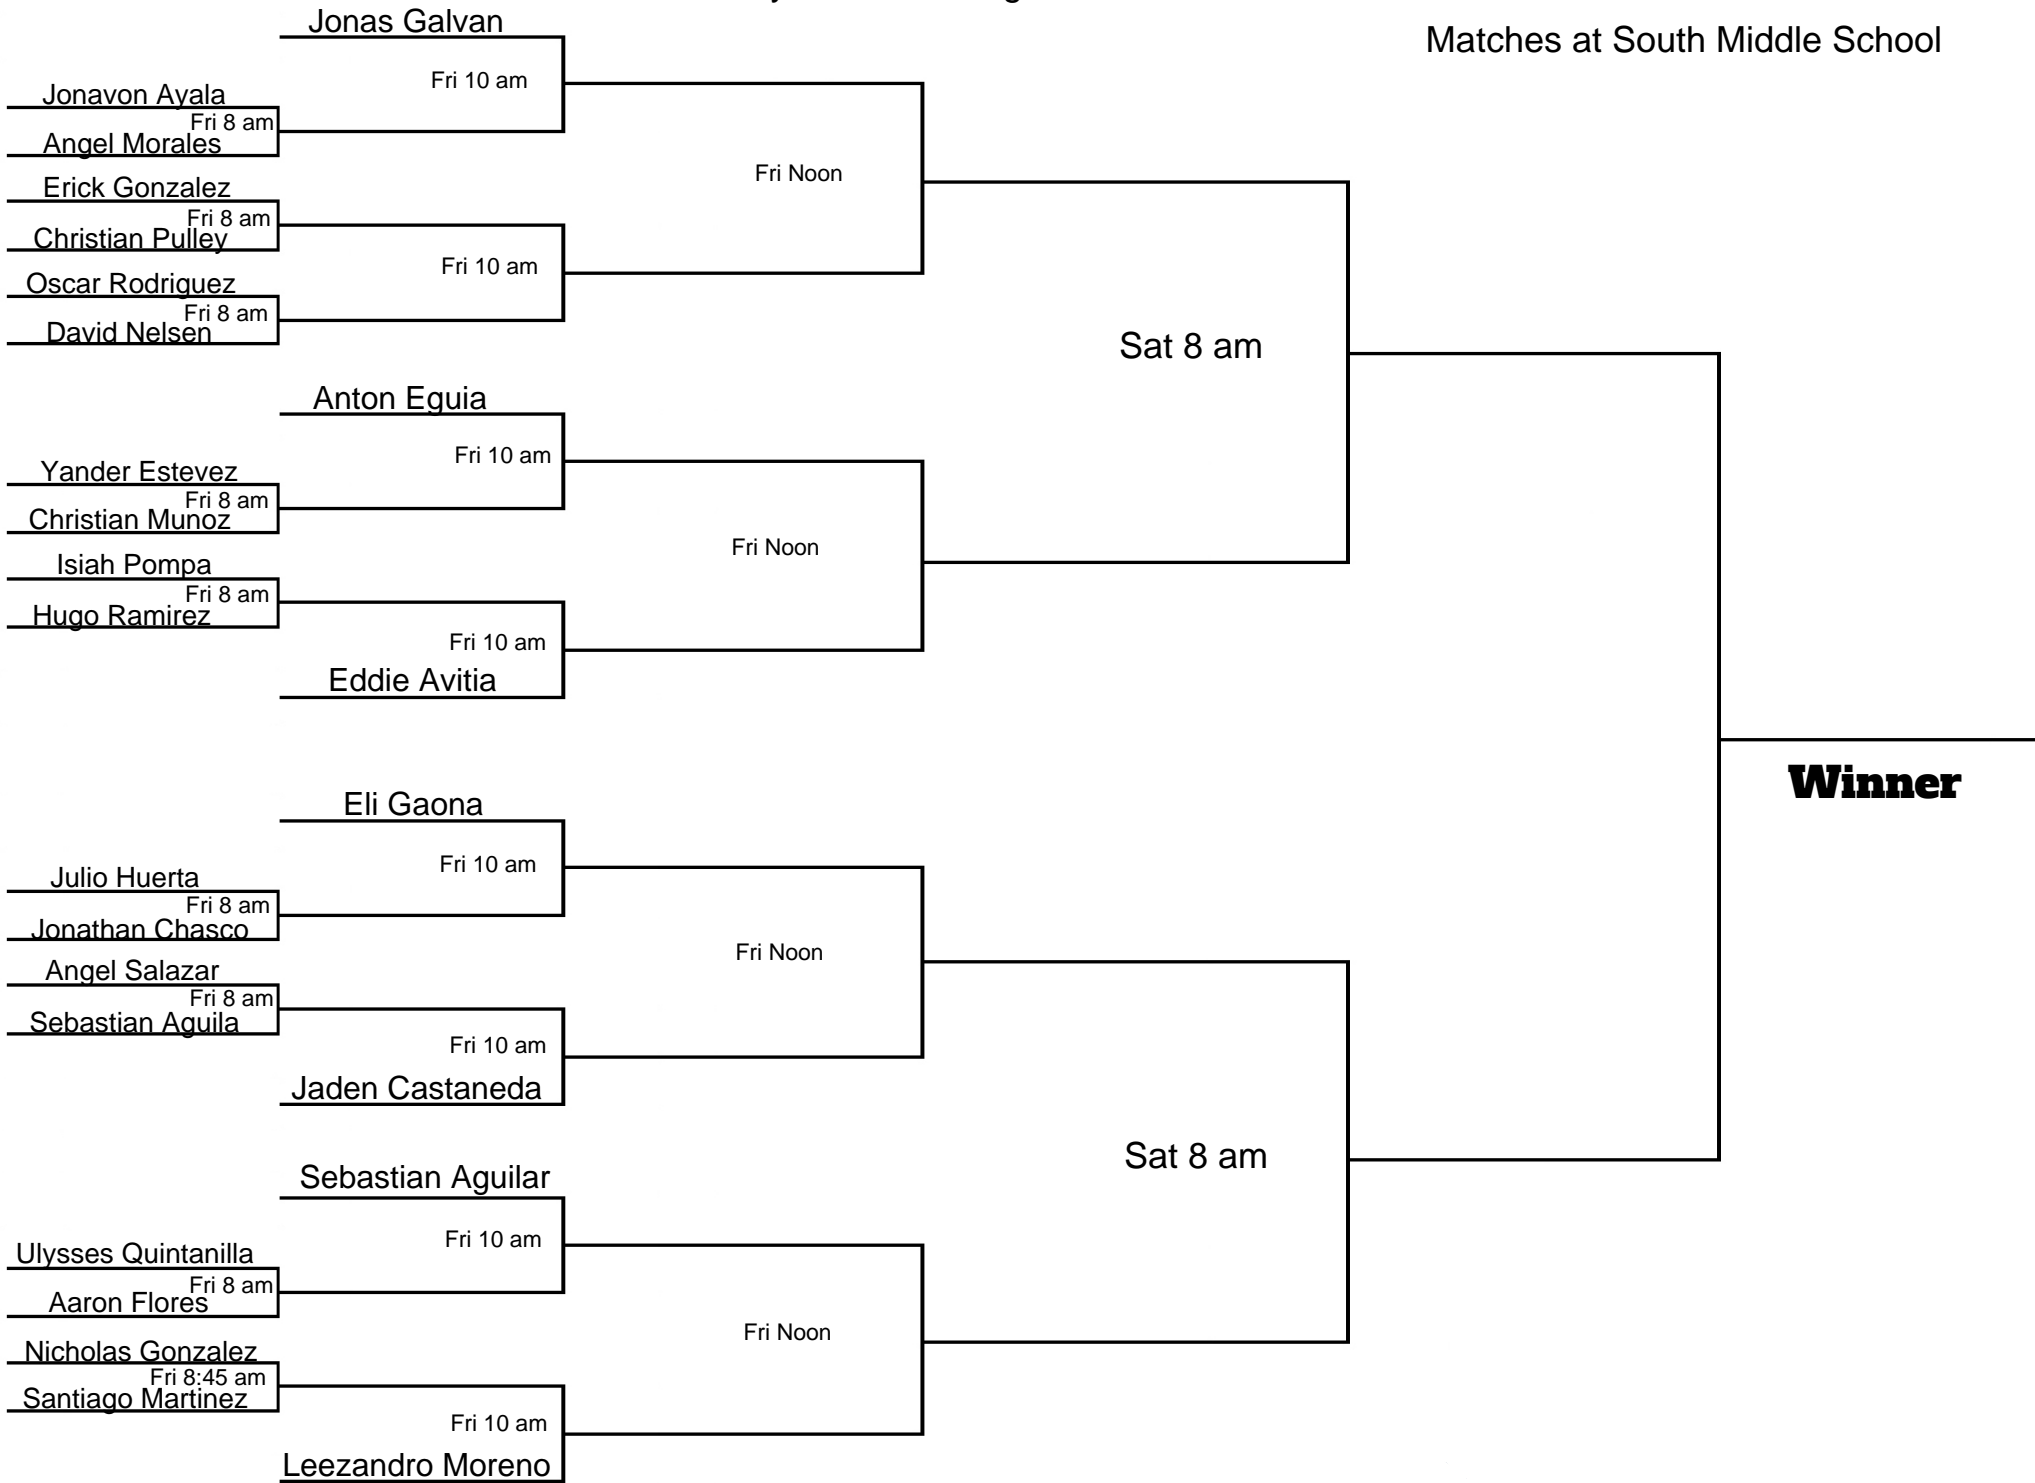 Jonas Galvan
Matches at South Middle School
Fri 10 am
Jonavon Ayala
Fri 8 am
Angel Morales
Fri Noon
Erick Gonzalez
Fri 8 am
Christian Pulley
Fri 10 am
Oscar Rodriguez
Fri 8 am
David Nelsen
Sat 8 am
Anton Eguia
Fri 10 am
Yander Estevez
Fri 8 am
Christian Munoz
Fri Noon
Isiah Pompa
Fri 8 am
Hugo Ramirez
Fri 10 am
Eddie Avitia
Winner
Eli Gaona
Fri 10 am
Julio Huerta
Fri 8 am
Jonathan Chasco
Fri Noon
Angel Salazar
Fri 8 am
Sebastian Aguila
Fri 10 am
Jaden Castaneda
Sat 8 am
Sebastian Aguilar
Fri 10 am
Ulysses Quintanilla
Fri 8 am
Aaron Flores
Fri Noon
Nicholas Gonzalez
Fri 8:45 am
Santiago Martinez
Fri 10 am
Leezandro Moreno